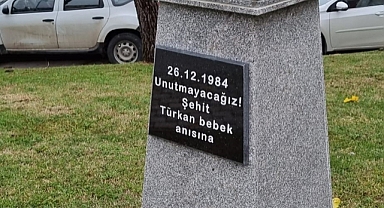 26.12.1984
Unutmayacağız!
Şehit
Türkan bebek
anısına